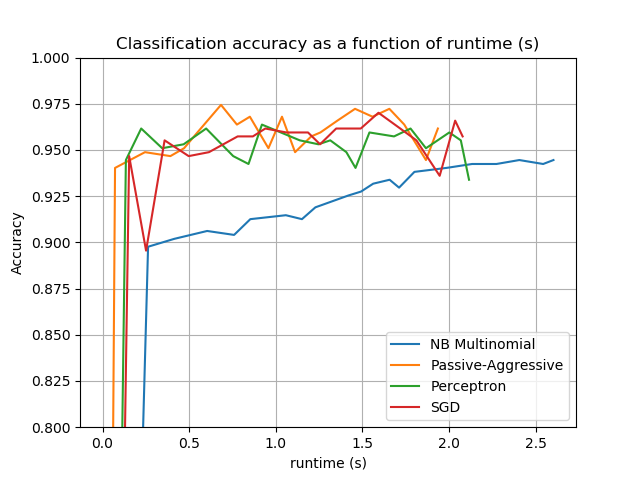 Classification accuracy as a function of runtime (s)
1.000
0.975
0.950
0.925
0.900
0.875
0.850
0.825
0.800
Accuracy
0.0 0.5 1.0 1.5 2.0 2.5
runtime (s)
NB Multinomial
Passive-Aggressive
Perceptron
SGD